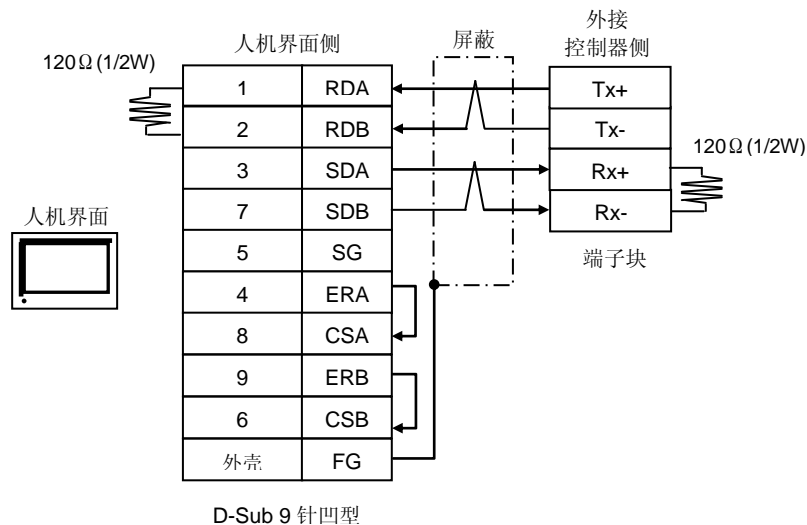 人机界面侧
屏蔽
外接
控制器侧
120Ω(1/2W)
1 RDA
Tx+
2 RDB
Tx-
3 SDA
Rx+
120Ω(1/2W)
7 SDB
Rx-
人机界面
5 SG
端子块
4 ERA
8 CSA
9 ERB
6 CSB
外壳 FG
D-Sub 9 针凹型